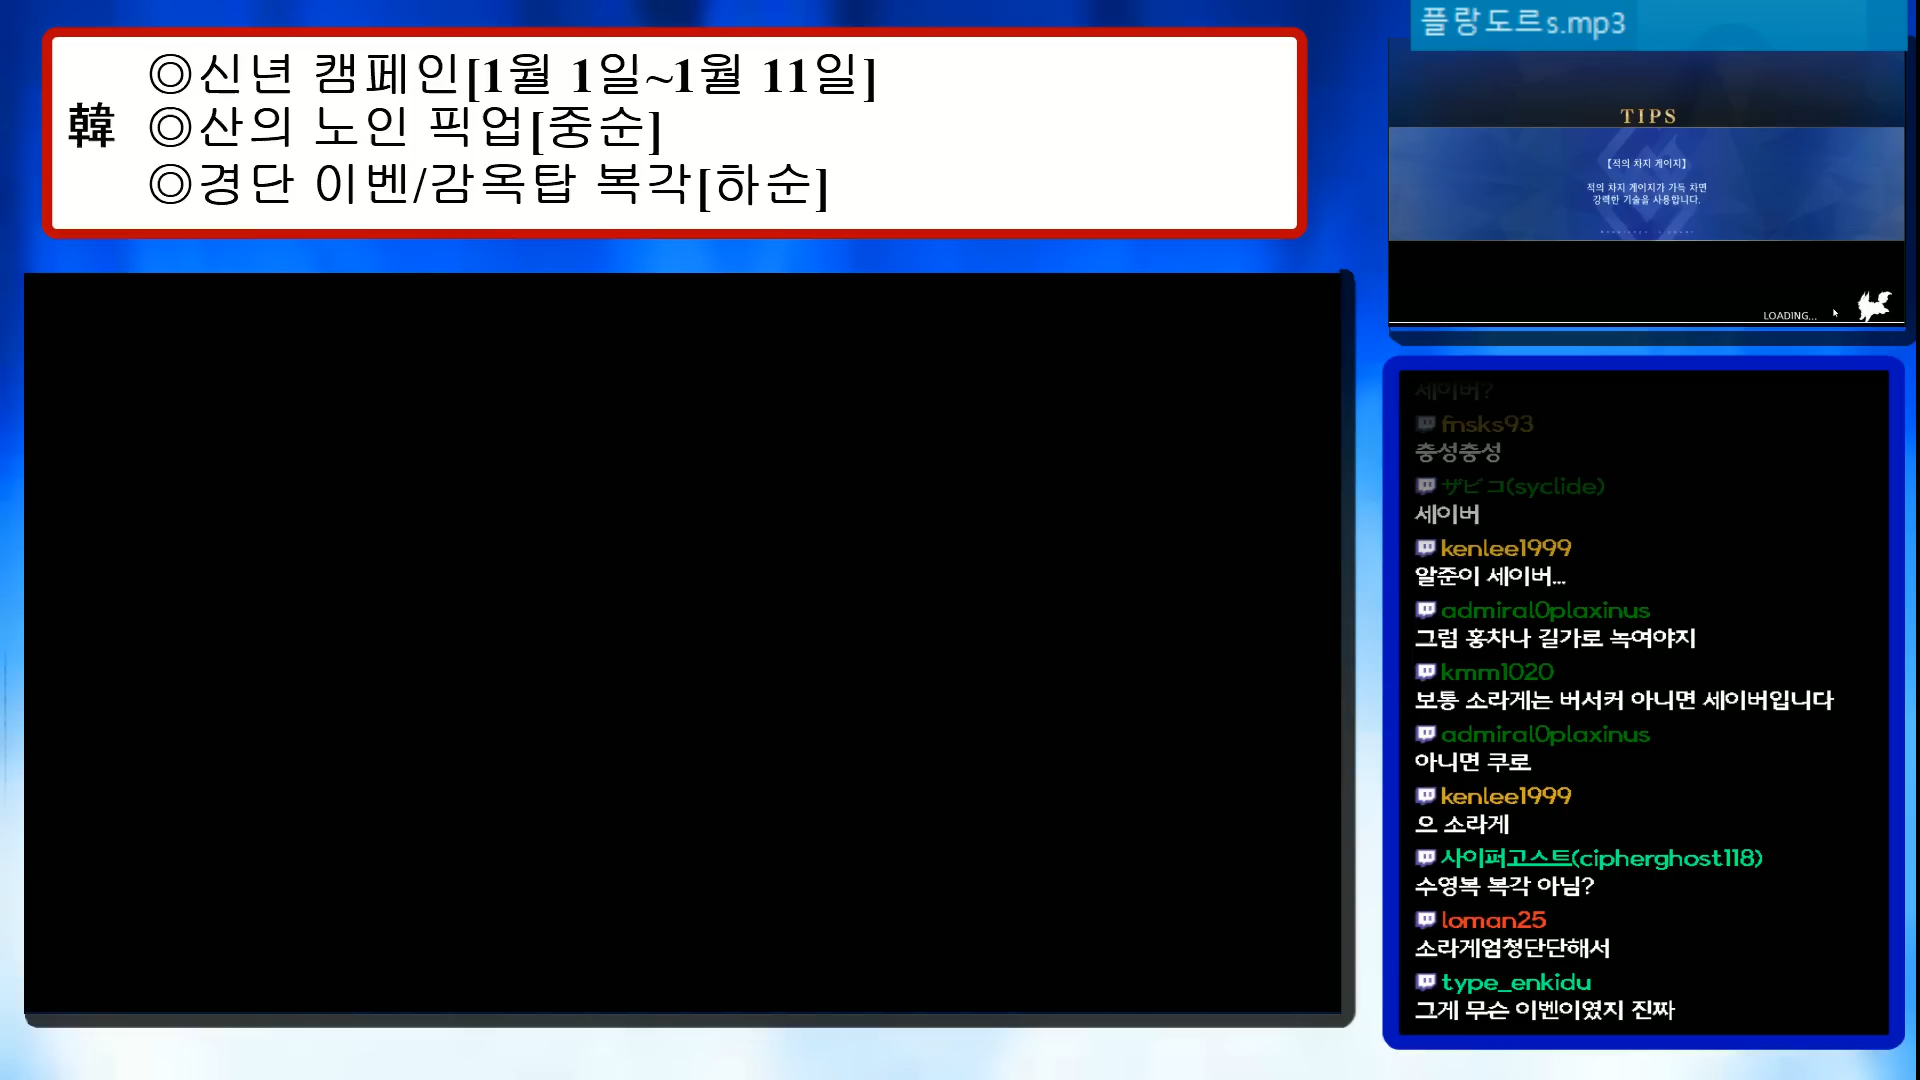 韓
◎신년 캠페인[1월 1일~1월 11일]
◎산의 노인 픽업[중순]
◎경단 이벤/감옥탑 복각[하순]
플랑도르s.mp3
TIPS
【적의 차지 게이지】
적의 차지 게이지가 가득 차면
강력한 기술을 사용합니다.
LOADING...
세이버?
fnsks93
충성충성
ザビコ(syclide)
세이버
kenlee1999
알준이 세이버...
admiral0plaxinus
그럼 홍차나 길가로 녹여야지
kmm1020
보통 소라게는 버서커 아니면 세이버입니다
admiral0plaxinus
아니면 쿠로
kenlee1999
으 소라게
사이퍼고스트(cipherghost118)
수영복 복각 아님?
loman25
소라게엄청단단해서
type_enkidu
그게 무슨 이벤이였지 진짜